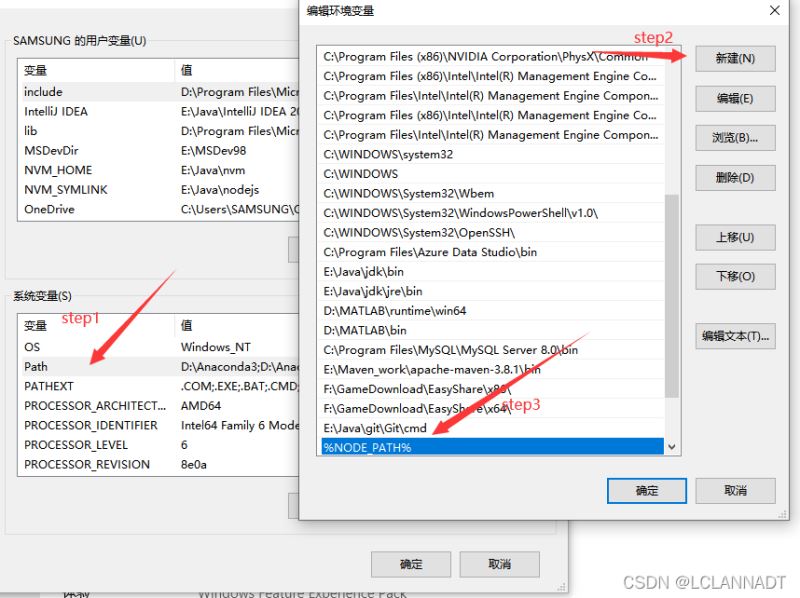 编辑环境变量
SAMSUNG 的用户变量(U)
变量 值
include D:\Program Files\Micr
IntelliJ IDEA E:\Java\IntelliJ IDEA 20
lib D:\Program Files\Micr
MSDevDir E:\MSDev98
NVM_HOME E:\Java\nvm
NVM_SYMLINK E:\Java\nodejs
OneDrive C:\Users\SAMSUNG\O
系统变量(S)
step1
变量 值
OS Windows_NT
Path D:\Anaconda3;D:\Ana
PATHEXT .COM;.EXE;.BAT;.CMD;
PROCESSOR_ARCHITECT... AMD64
PROCESSOR_IDENTIFIER Intel64 Family 6 Mode
PROCESSOR_LEVEL 6
PROCESSOR_REVISION 8e0a
确定
取消
step2
C:\Program Files (x86)\NVIDIA Corporation\PhysX\Common
C:\Program Files (x86)\Intel\Intel(R) Management Engine Co...
C:\Program Files\Intel\Intel(R) Management Engine Compon...
C:\Program Files (x86)\Intel\Intel(R) Management Engine Co...
C:\Program Files\Intel\Intel(R) Management Engine Compon...
C:\WINDOWS\system32
C:\WINDOWS
C:\WINDOWS\System32\Wbem
C:\WINDOWS\System32\WindowsPowerShell\v1.0\
C:\WINDOWS\System32\OpenSSH\
C:\Program Files\Azure Data Studio\bin
E:\Java\jdk\bin
E:\Java\jdk\jre\bin
D:\MATLAB\runtime\win64
D:\MATLAB\bin
C:\Program Files\MySQL\MySQL Server 8.0\bin
E:\Maven_work\apache-maven-3.8.1\bin
F:\GameDownload\EasyShare\x86\
F:\GameDownload\EasyShare\x64\
step3
E:\Java\git\Git\cmd
%NODE_PATH%
新建(N)
编辑(E)
浏览(B)...
删除(D)
上移(U)
下移(O)
编辑文本(T)...
确定
取消
体验 Windows Feature Experience Pack
CSDN @LCLANNADT